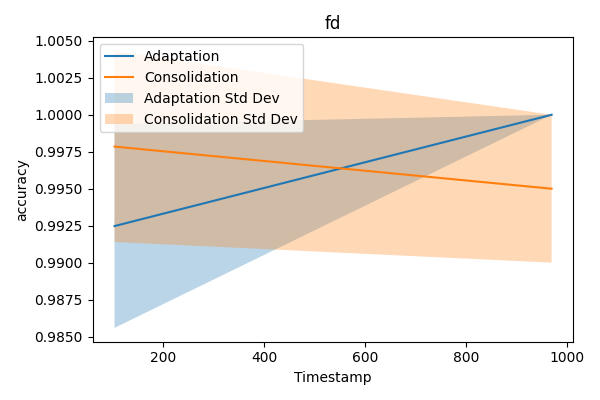 fd
1.0050
1.0025
1.0000
0.9975
0.9950
0.9925
0.9900
0.9875
0.9850
accuracy
Adaptation
Consolidation
Adaptation Std Dev
Consolidation Std Dev
200
400
600
800
1000
Timestamp